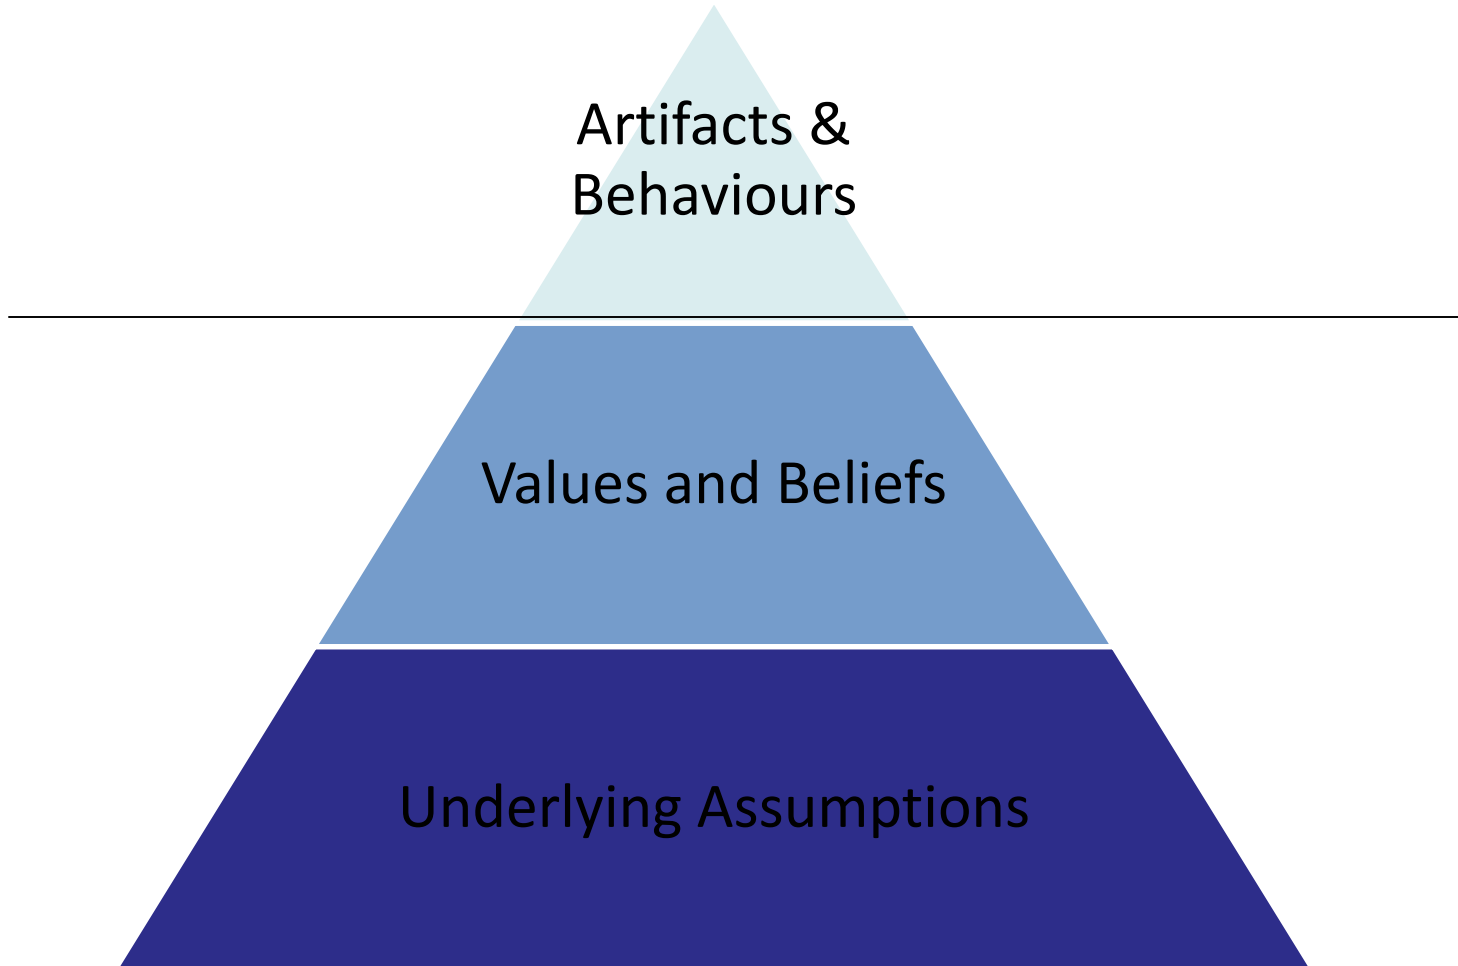 Artifacts &
Behaviours
Values and Beliefs
Underlying Assumptions